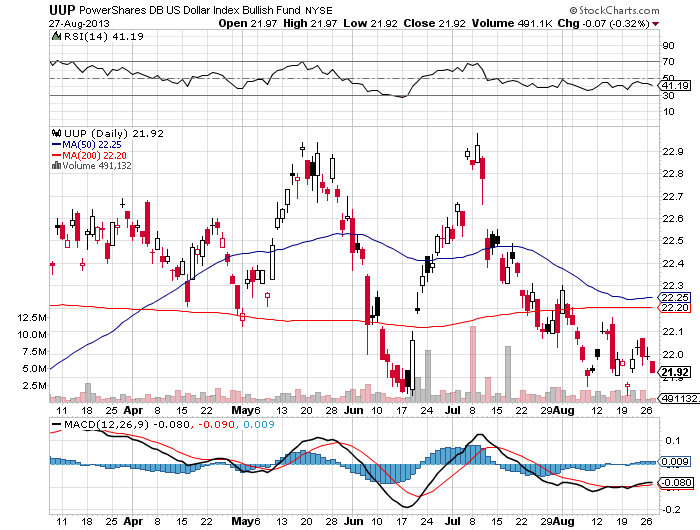 UUP PowerShares DB US Dollar Index Bullish Fund NYSE © StockCharts.com
27-Aug-2013 Open 21.97 High 21.97 Low 21.92 Close 21.92 Volume 491.1K Chg -0.07 (-0.32%)
RSI(14) 41.19
90
70
50
41.19
30
10
UUP (Daily) 21.92
MA(50) 22.25
MA(200) 22.20
Volume 491,132
22.9
22.8
22.7
22.6
22.5
22.4
22.3
22.25
22.20
22.1
22.0
21.92
12.5M
10.0M
7.5M
5.0M
2.5M
491132
11 18 25 Apr 8 15 22 May 6 13 20 28 Jun 10 17 24 Jul 8 15 22 29 Aug 12 19 26
MACD(12,26,9) -0.080, -0.090, 0.009
0.1
0.009
-0.080
-0.2
11 18 25 Apr 8 15 22 May 6 13 20 28 Jun 10 17 24 Jul 8 15 22 29 Aug 12 19 26